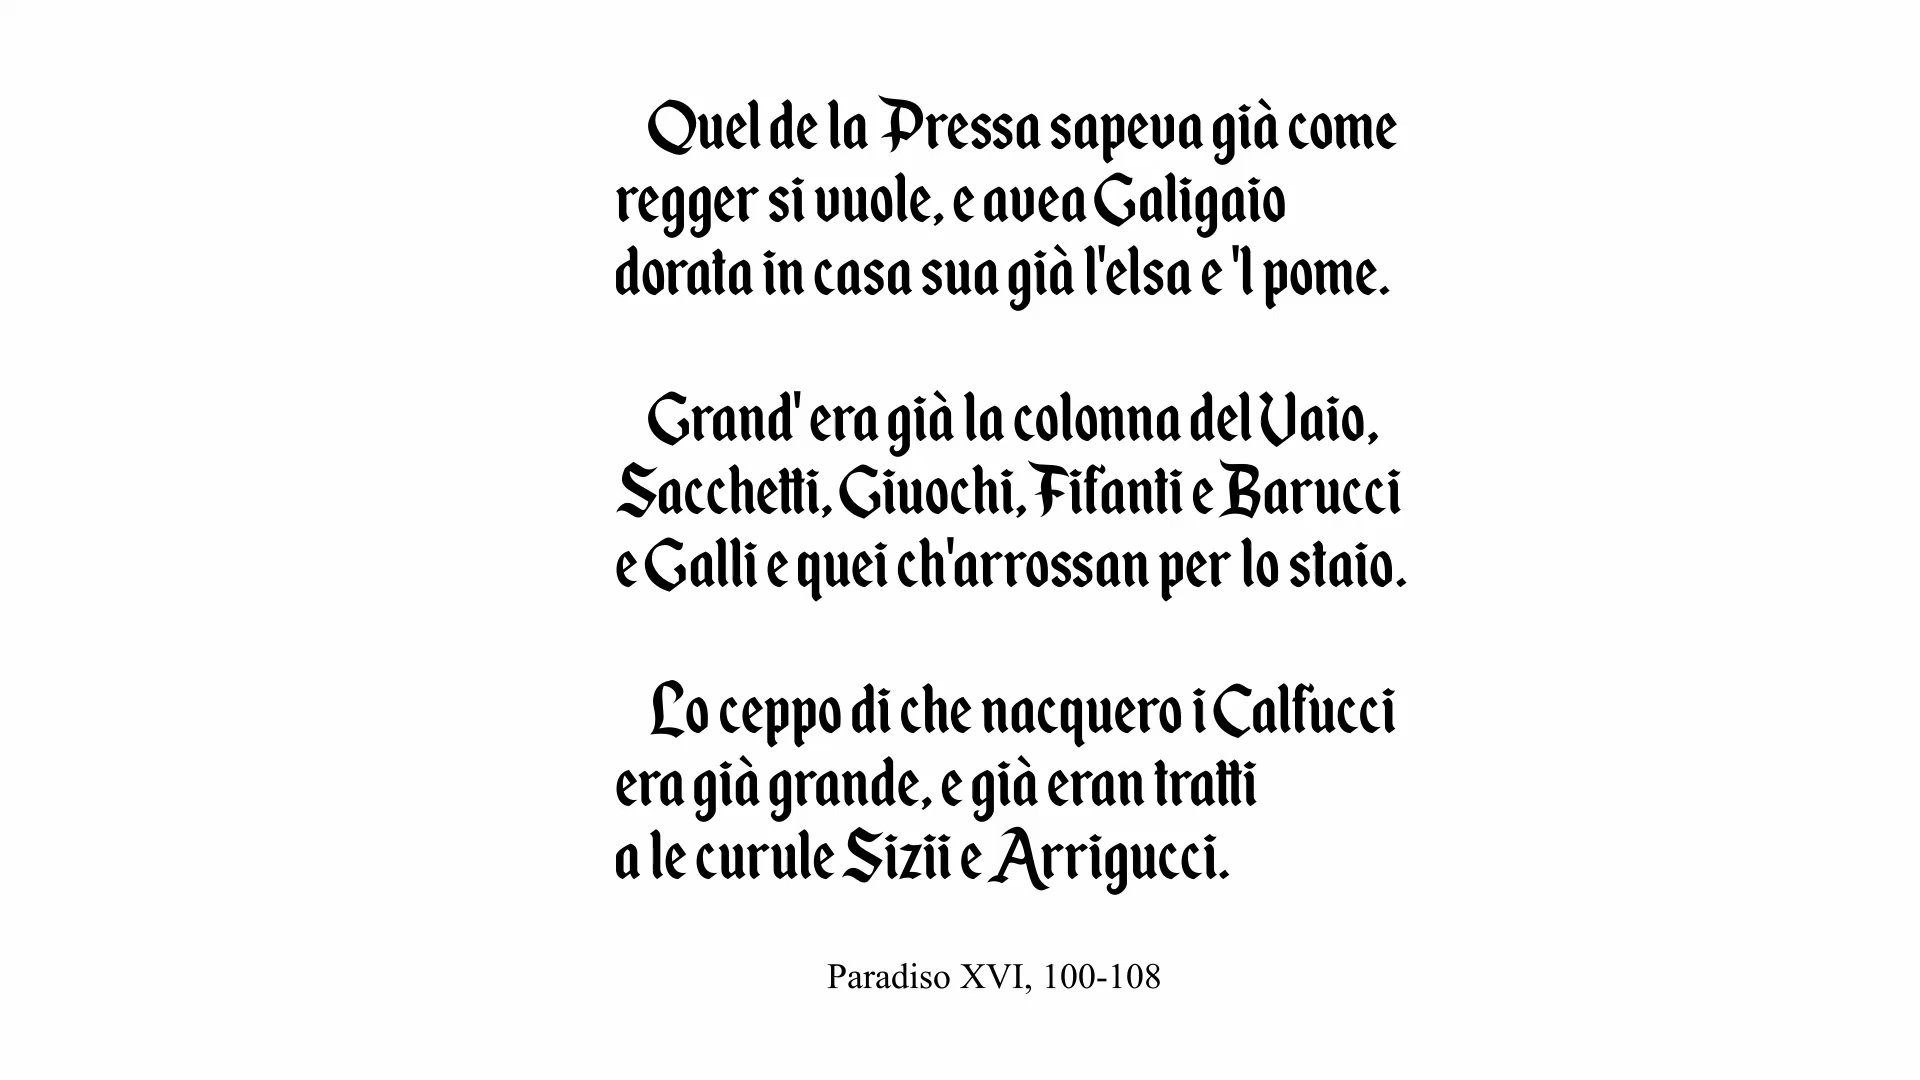 Quel de la Pressa sapeva già come
regger si vuole, e avea Galigaio
dorata in casa sua già l'elsa e 'l pome.
Grand' era già la colonna del Vaio,
Sacchetti, Giuochi, Fifanti e Barucci
e Galli e quei ch'arrossan per lo staio.
Lo ceppo di che nacquero i Calfucci
era già grande, e già eran tratti
a le curule Sizii e Arrigucci.
Paradiso XVI, 100-108